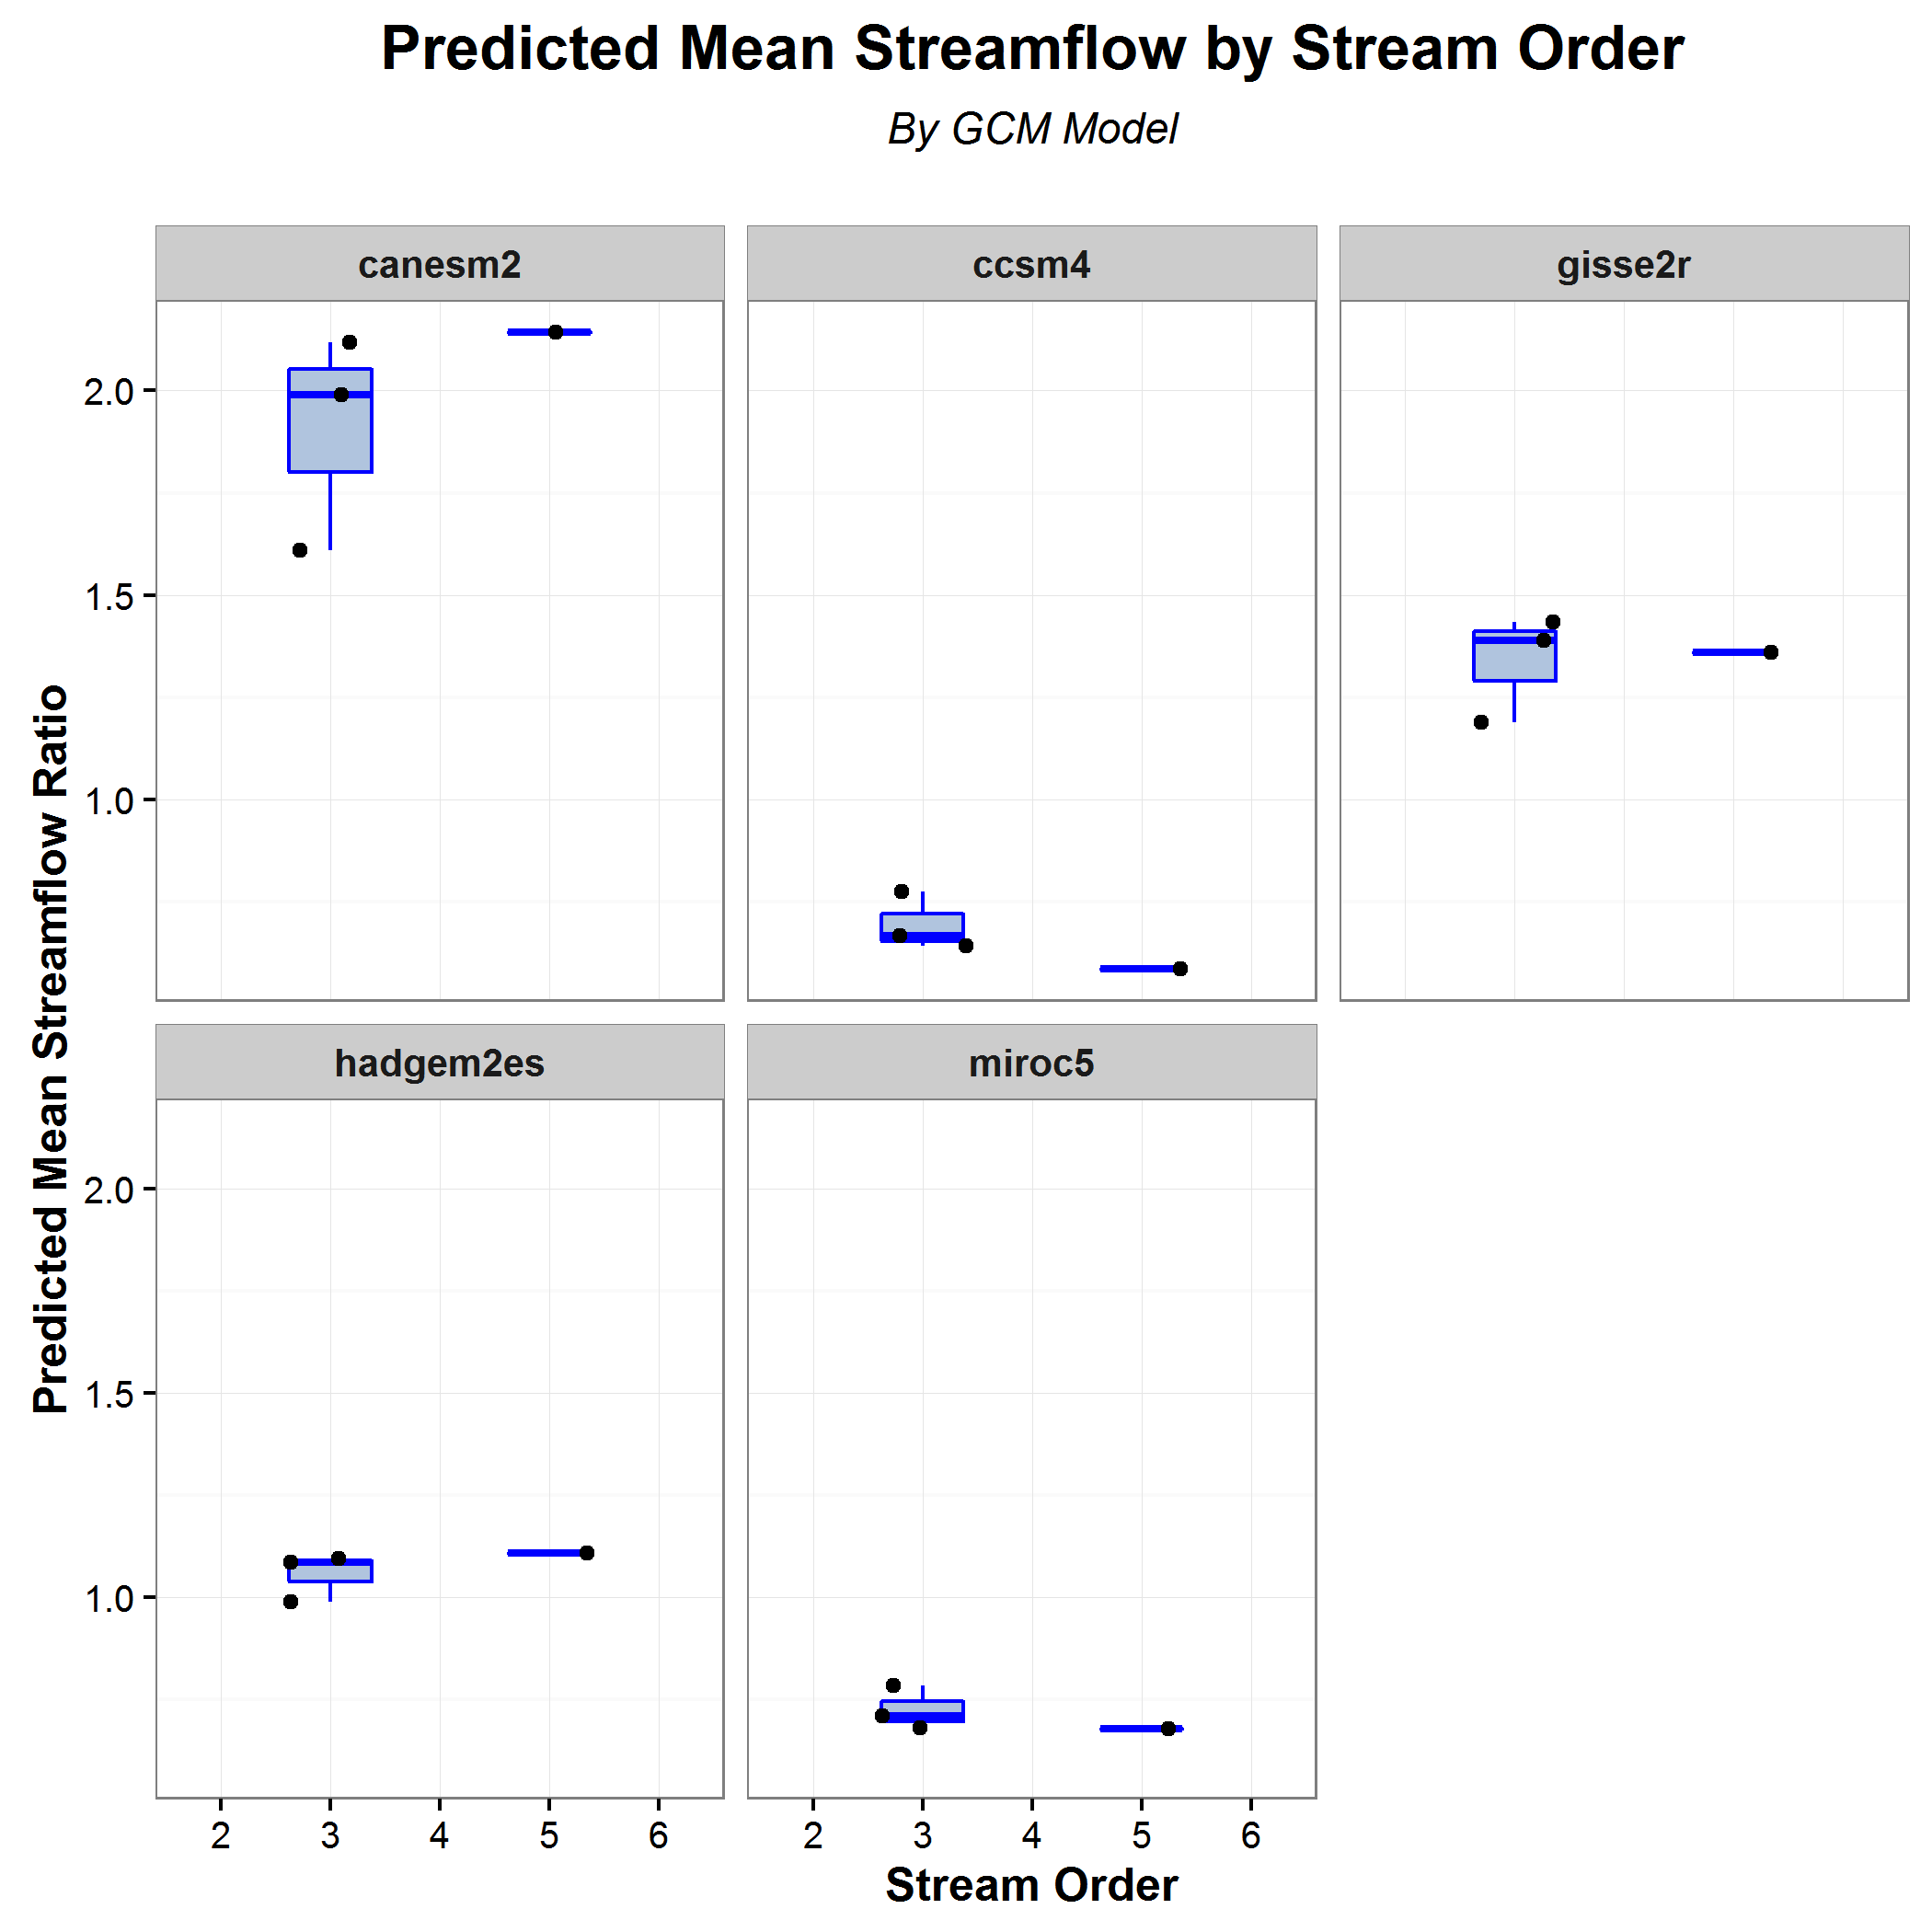 Predicted Mean Streamflow by Stream Order
By GCM Model
canesm2
ccsm4
gisse2r
2.0
1.5
1.0
Predicted Mean Streamflow Ratio
hadgem2es
miroc5
2.0
1.5
1.0
2 3 4 5 6
2 3 4 5 6
Stream Order